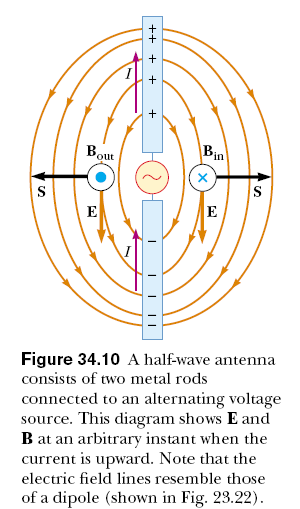 +
+
+
+
+
I
B out
B in
S
S
E
E
I
−
−
−
−
−
Figure 34.10 A half-wave antenna
consists of two metal rods
connected to an alternating voltage
source. This diagram shows E and
B at an arbitrary instant when the
current is upward. Note that the
electric field lines resemble those
of a dipole (shown in Fig. 23.22).